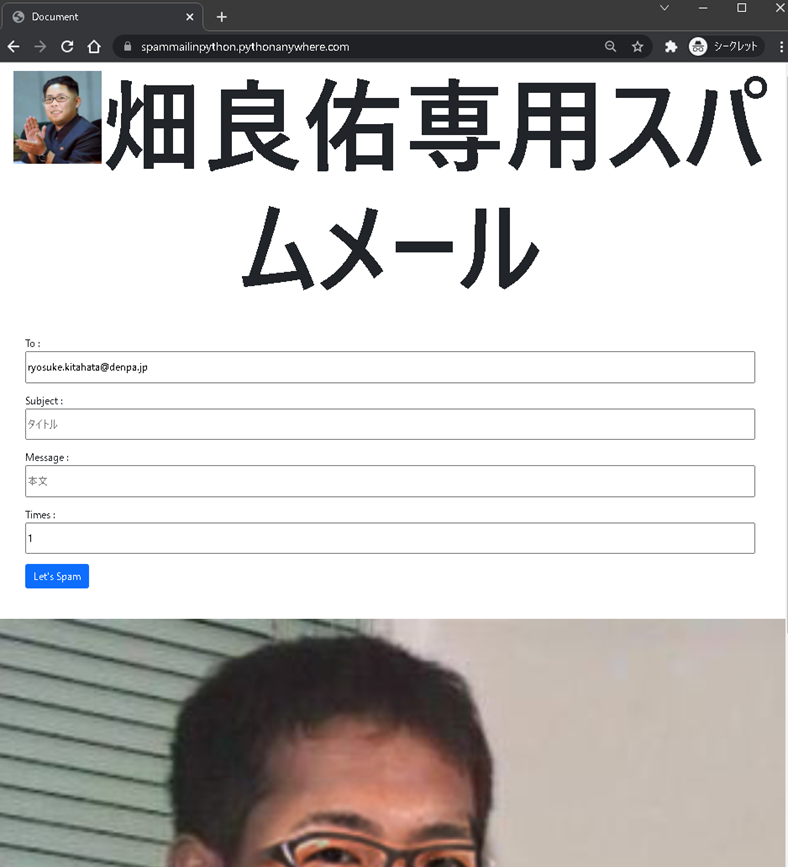 Document
spammailinpython.pythonanywhere.com
シークレット
畑良佑専用スパ
ムメール
To :
ryosuke.kitahata@denpa.jp
Subject :
タイトル
Message :
本文
Times :
1
Let's Spam